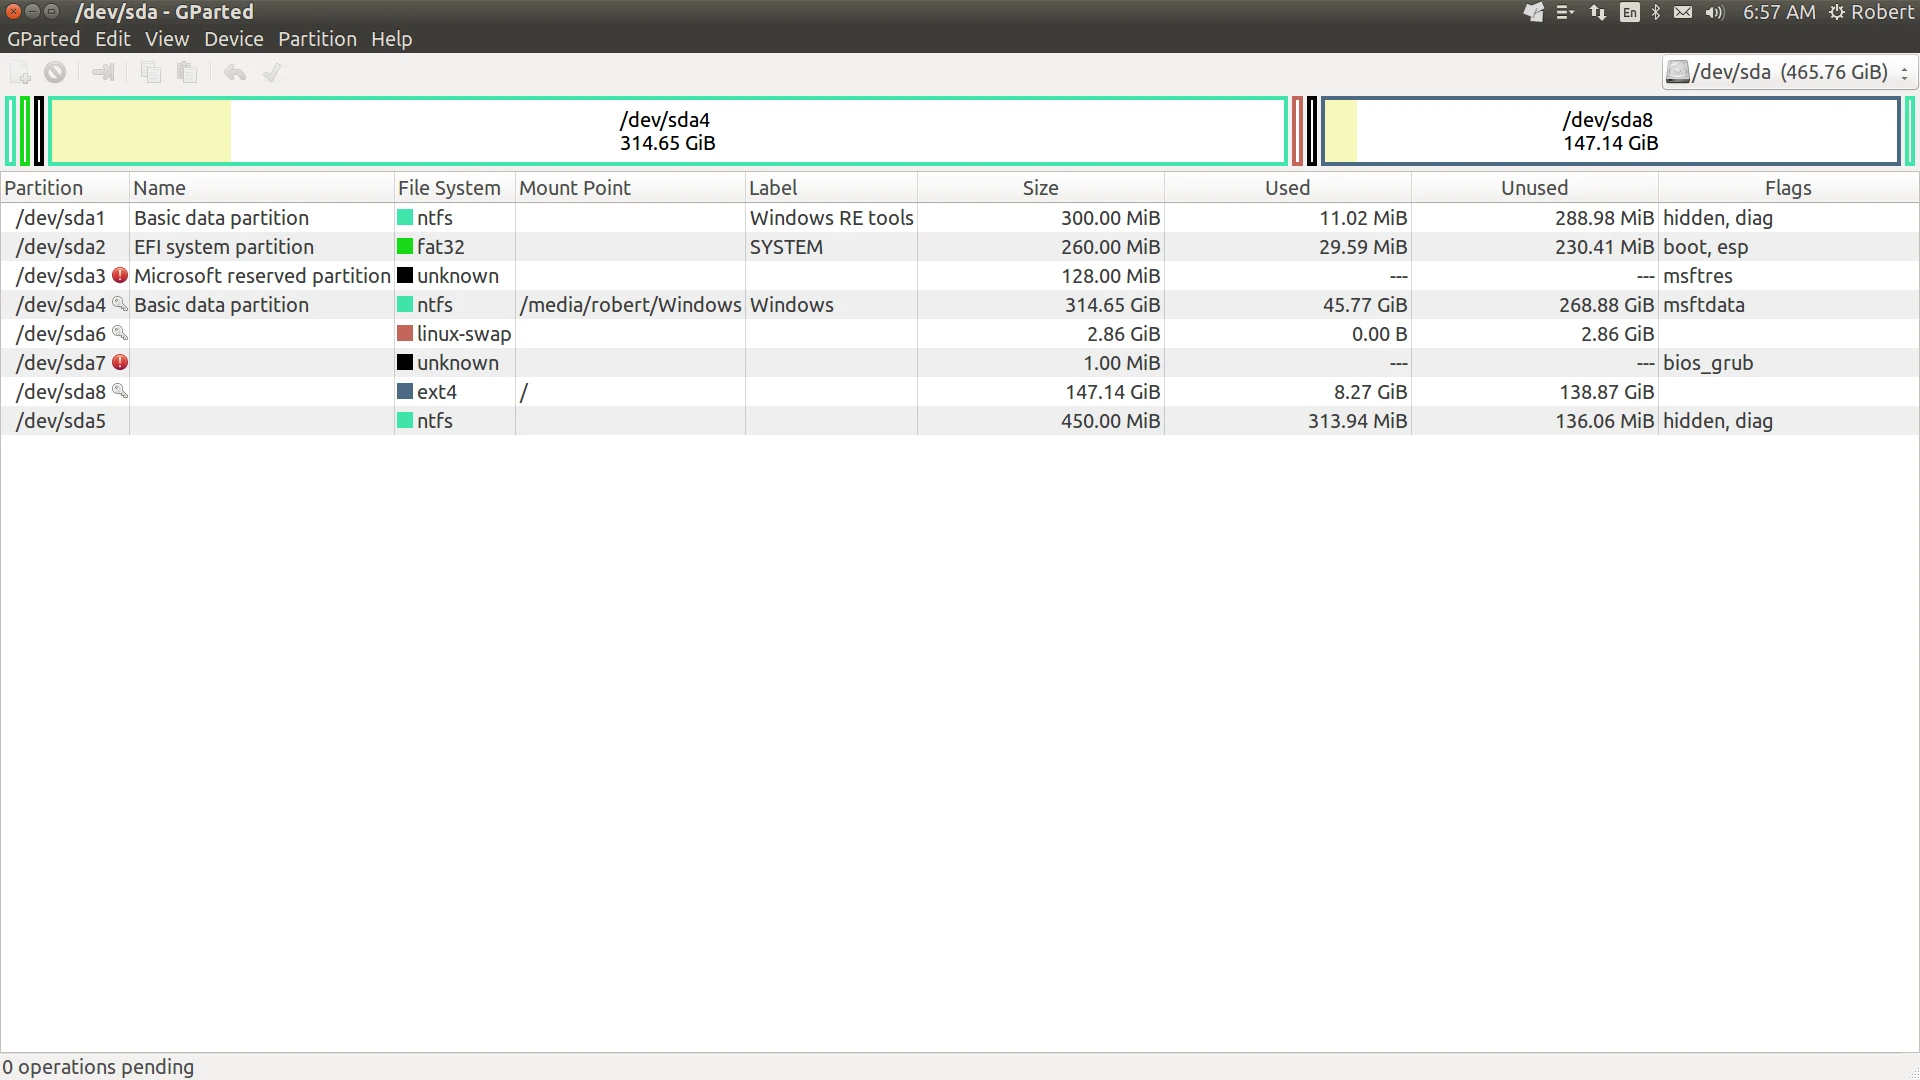 /dev/sda - GParted
En
6:57 AM
Robert
GParted Edit View Device Partition Help
/dev/sda (465.76 GiB)
/dev/sda4
314.65 GiB
/dev/sda8
147.14 GiB
Partition Name File System Mount Point Label Size Used Unused Flags
/dev/sda1 Basic data partition ntfs Windows RE tools 300.00 MiB 11.02 MiB 288.98 MiB hidden, diag
/dev/sda2 EFI system partition fat32 SYSTEM 260.00 MiB 29.59 MiB 230.41 MiB boot, esp
/dev/sda3 Microsoft reserved partition unknown 128.00 MiB --- --- msftres
/dev/sda4 Basic data partition ntfs /media/robert/Windows Windows 314.65 GiB 45.77 GiB 268.88 GiB msftdata
/dev/sda6 linux-swap 2.86 GiB 0.00 B 2.86 GiB
/dev/sda7 unknown 1.00 MiB --- --- bios_grub
/dev/sda8 ext4 / 147.14 GiB 8.27 GiB 138.87 GiB
/dev/sda5 ntfs 450.00 MiB 313.94 MiB 136.06 MiB hidden, diag
0 operations pending